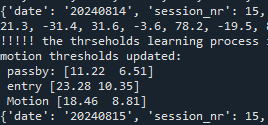 {'date': '20240814', 'session_nr': 15,
21.3, -31.4, 31.6, -3.6, 78.2, -19.5, 8
!!!!! the thrseholds learning process i
motion thresholds updated:
passby: [11.22 6.51]
entry [23.28 10.35]
Motion [18.46 8.81]
{'date': '20240815', 'session_nr': 15,